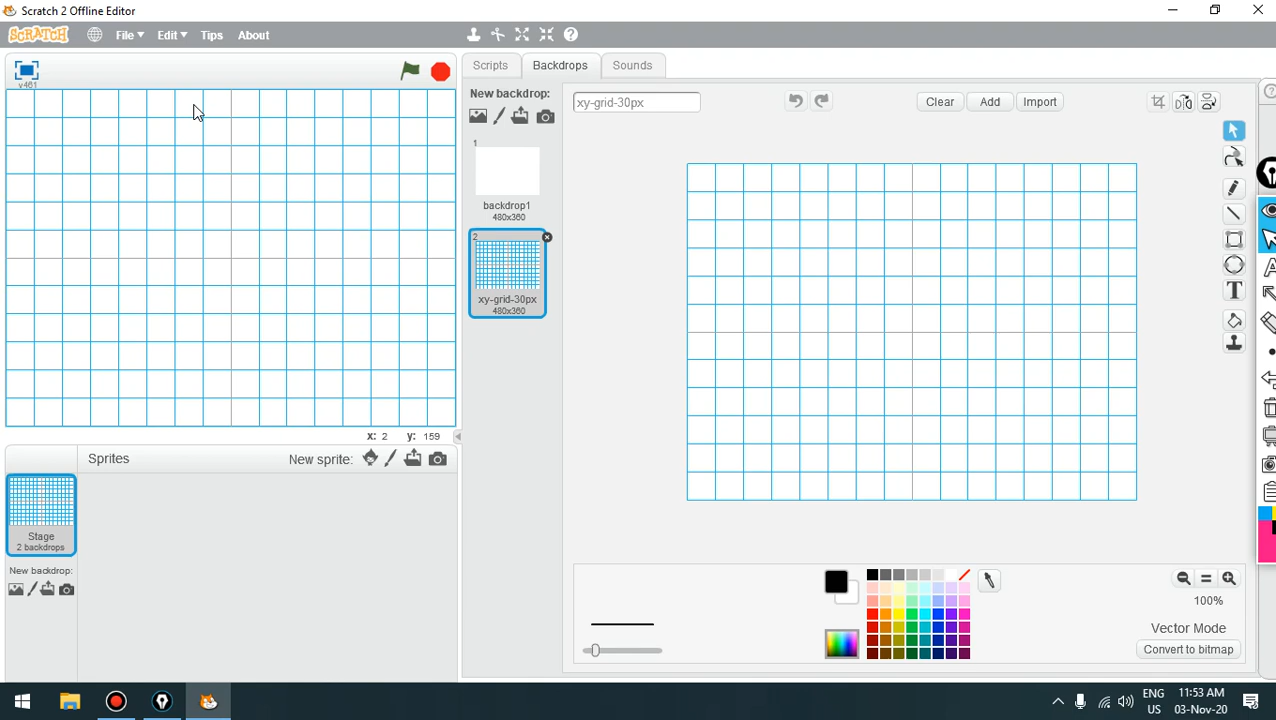 Scratch 2 Offline Editor
SCRATCH File Edit Tips About
v461
Scripts Backdrops Sounds
New backdrop:
xy-grid-30px
Clear Add Import
1
backdrop1
480x360
2
xy-grid-30px
480x360
T
A
x: 2 y: 159
Sprites New sprite:
Stage
2 backdrops
New backdrop:
100%
Vector Mode
Convert to bitmap
ENG
US
11:53 AM
03-Nov-20